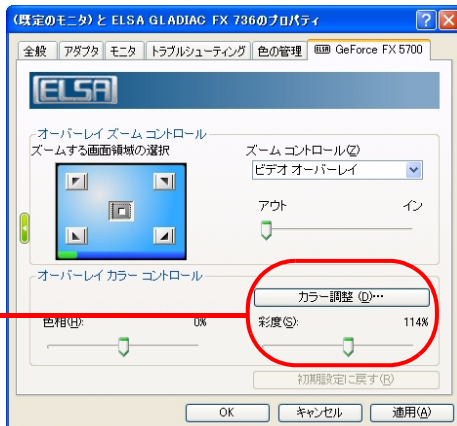 (既定のモニタ) と ELSA GLADIAC FX 736のプロパティ
全般 アダプタ モニタ トラブルシューティング 色の管理 ELSA GeForce FX 5700
ELSA
オーバーレイ ズーム コントロール
ズームする画面領域の選択 ズーム コントロール(Z)
ビデオ オーバーレイ
アウト イン
オーバーレイ カラー コントロール
カラー調整 (D)…
色相(H): 0% 彩度(S): 114%
初期設定に戻す(R)
OK キャンセル 適用(A)